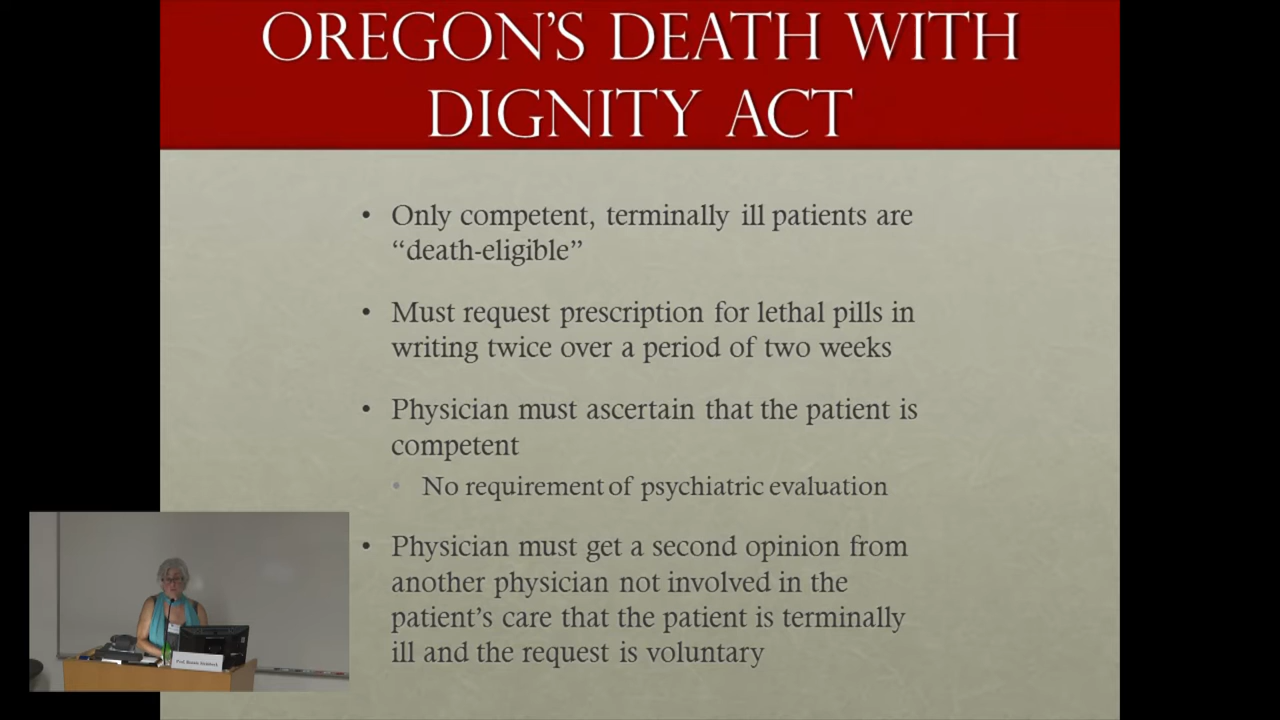 OREGON'S DEATH WITH
DIGNITY ACT
• Only competent, terminally ill patients are
“death-eligible”
• Must request prescription for lethal pills in
writing twice over a period of two weeks
• Physician must ascertain that the patient is
competent
• No requirement of psychiatric evaluation
• Physician must get a second opinion from
another physician not involved in the
patient's care that the patient is terminally
ill and the request is voluntary